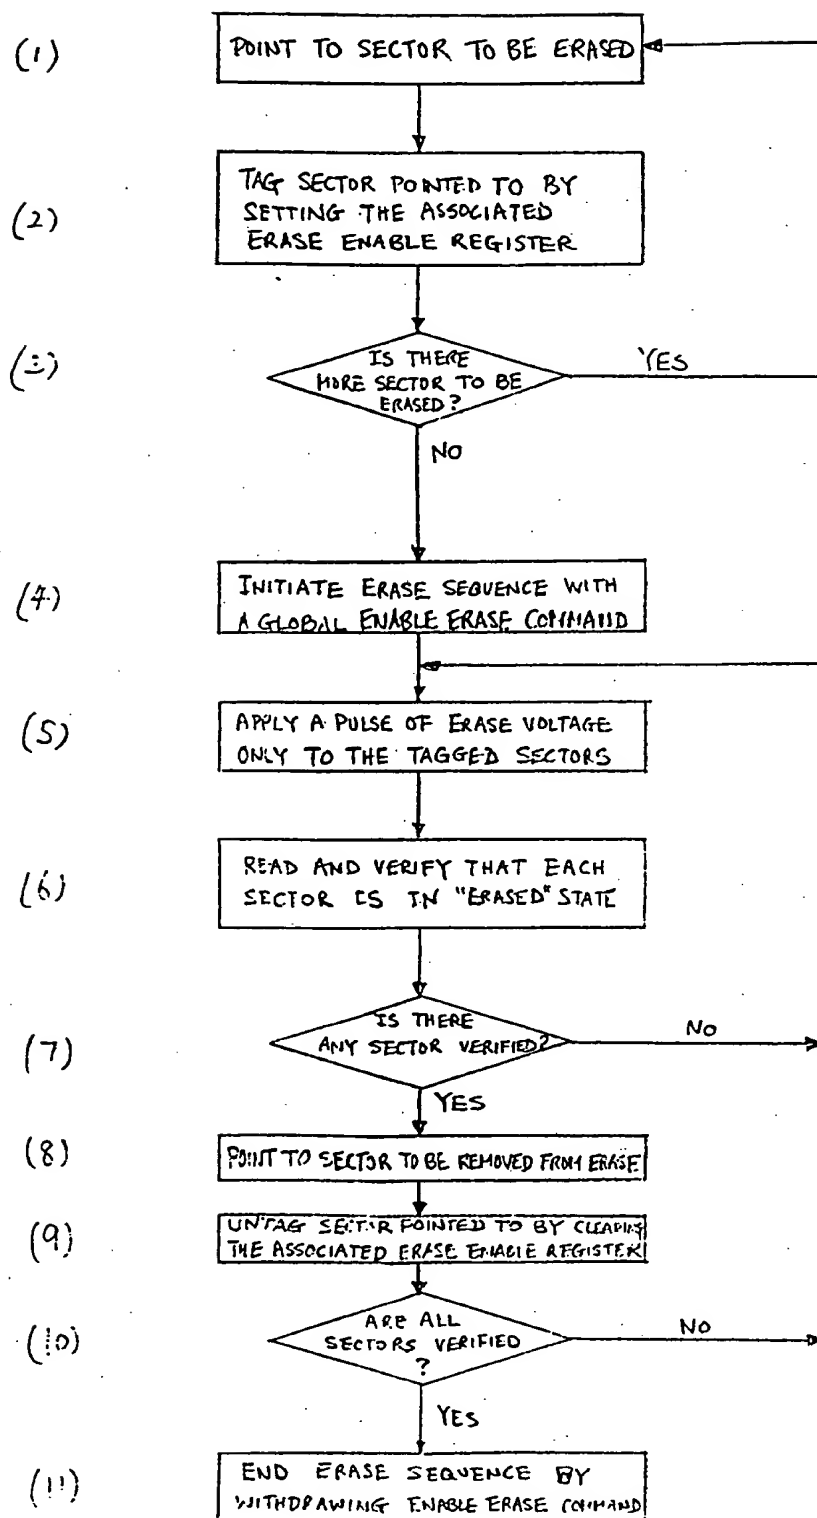 (1)
POINT TO SECTOR TO BE ERASED
(2)
TAG SECTOR POINTED TO BY
SETTING THE ASSOCIATED
ERASE ENABLE REGISTER
(3)
IS THERE
MORE SECTOR TO BE
ERASED?
YES
NO
(4)
INITIATE ERASE SEQUENCE WITH
A GLOBAL ENABLE ERASE COMMAND
(5)
APPLY A PULSE OF ERASE VOLTAGE
ONLY TO THE TAGGED SECTORS
(6)
READ AND VERIFY THAT EACH
SECTOR IS IN "ERASED" STATE
(7)
IS THERE
ANY SECTOR VERIFIED?
NO
YES
(8)
POINT TO SECTOR TO BE REMOVED FROM ERASE
(9)
UNTAG SECTOR POINTED TO BY CLEARING
THE ASSOCIATED ERASE ENABLE REGISTER
(10)
ARE ALL
SECTORS VERIFIED
?
NO
YES
(11)
END ERASE SEQUENCE BY
WITHDRAWING ENABLE ERASE COMMAND